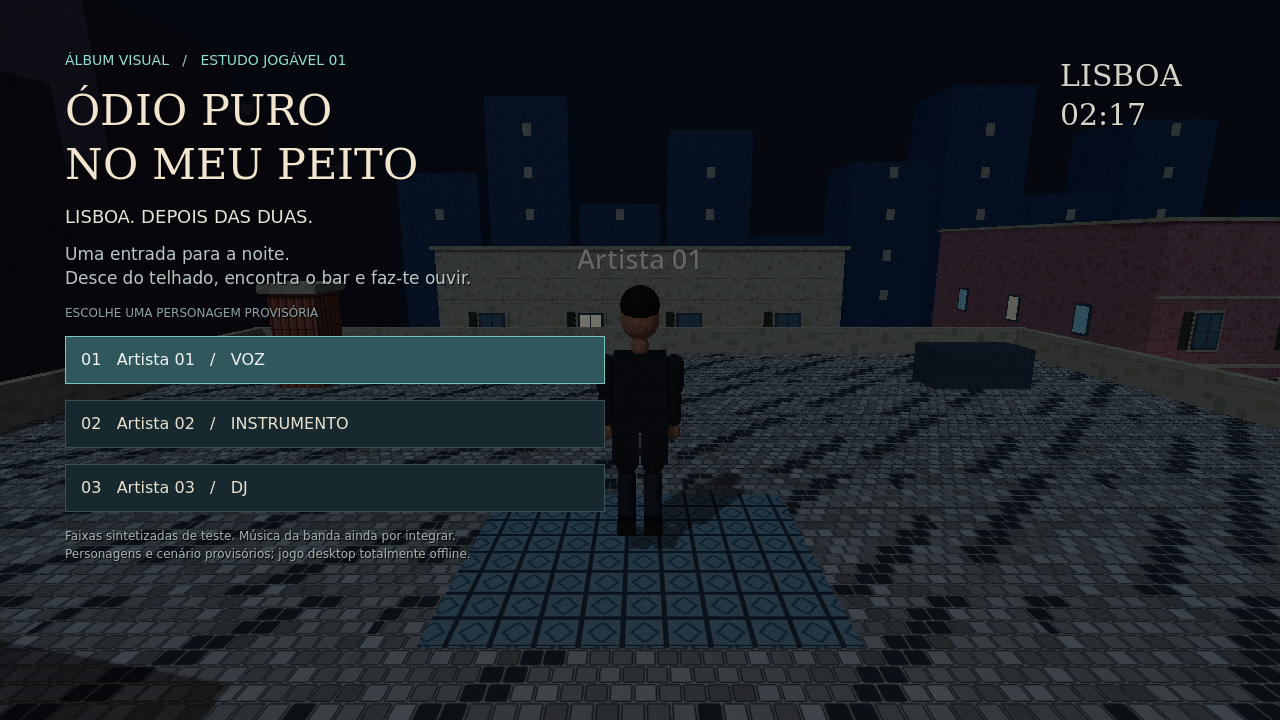 ÁLBUM VISUAL / ESTUDO JOGÁVEL 01
ÓDIO PURO
NO MEU PEITO
LISBOA
02:17
LISBOA. DEPOIS DAS DUAS.
Uma entrada para a noite.
Desce do telhado, encontra o bar e faz-te ouvir.
Artista 01
ESCOLHE UMA PERSONAGEM PROVISÓRIA
01 Artista 01 / VOZ
02 Artista 02 / INSTRUMENTO
03 Artista 03 / DJ
Faixas sintetizadas de teste. Música da banda ainda por integrar.
Personagens e cenário provisórios; jogo desktop totalmente offline.